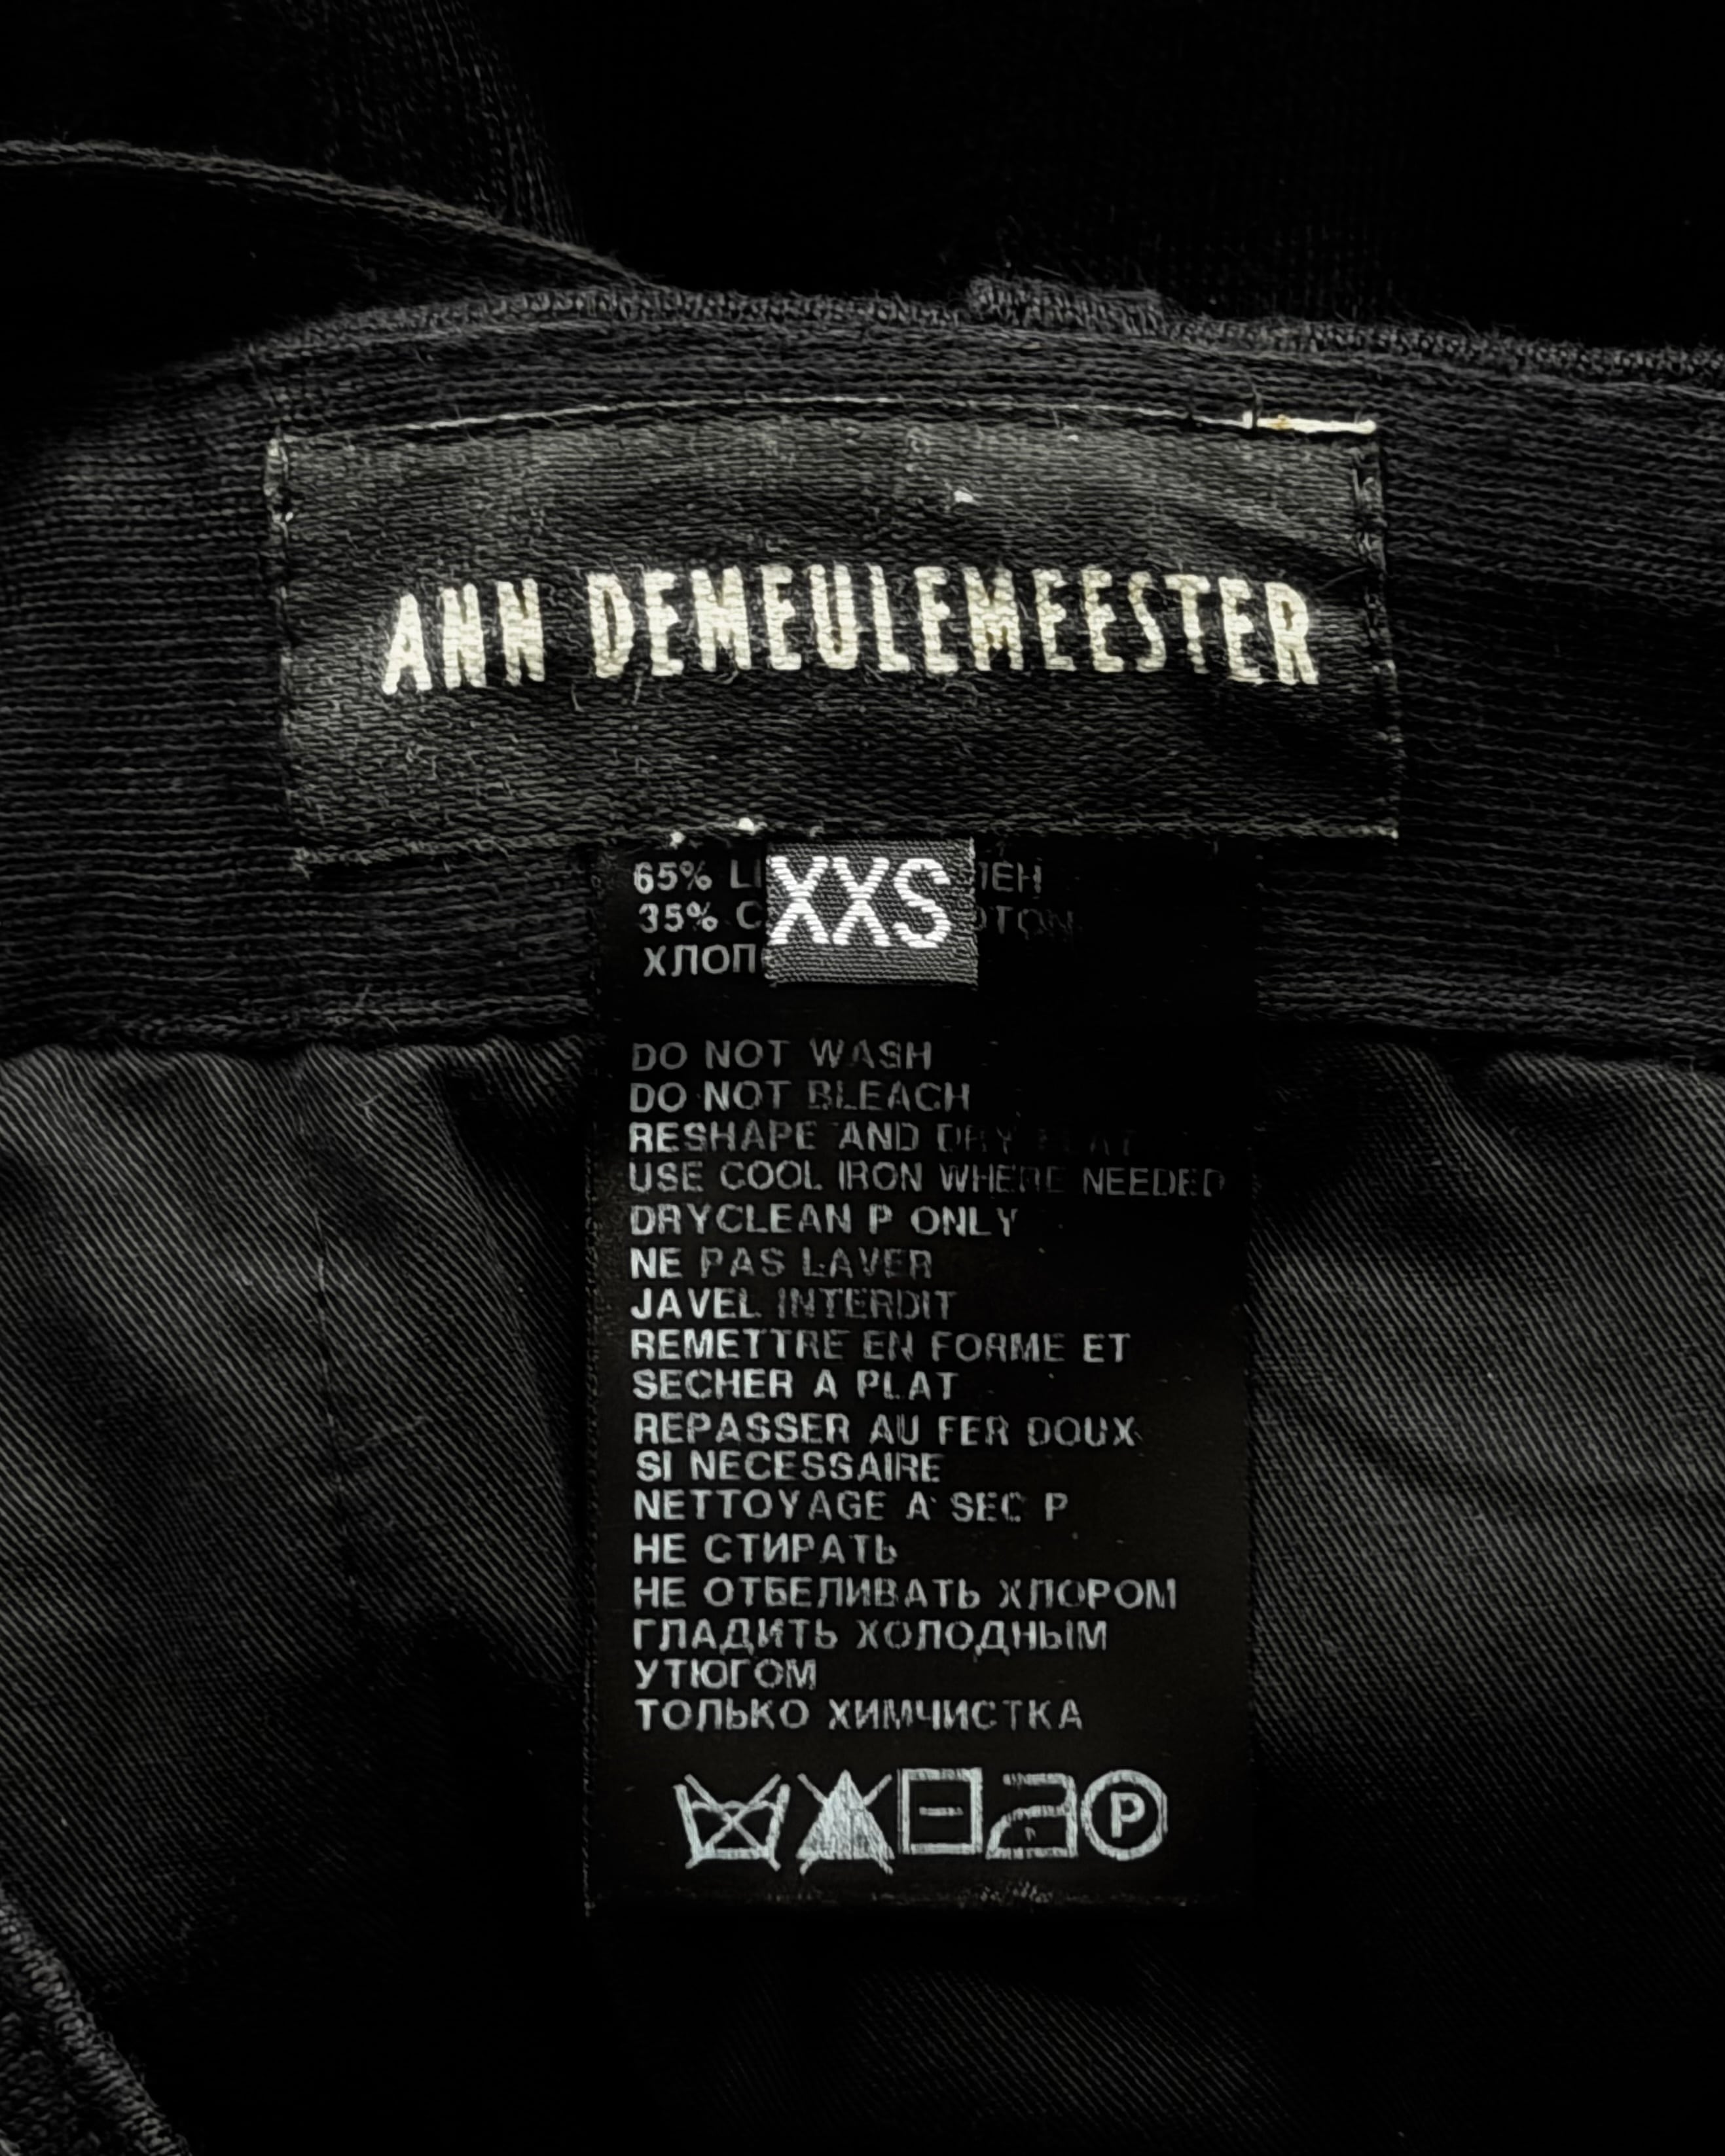 ANN DEMEULEMEESTER
XXS
65%
35%
DO NOT WASH
DO NOT BLEACH
RESHAPE AND DRY FLAT
USE COOL IRON WHERE NEEDED
DRYCLEAN P ONLY
NE PAS LAVER
JAVEL INTERDIT
REMETTRE EN FORME ET
SECHER A PLAT
REPASSER AU FER DOUX
SI NECESSAIRE
NETTOYAGE A SEC P
НЕ СТИРАТЬ
НЕ ОТБЕЛИВАТЬ ХЛОРОМ
ГЛАДИТЬ ХОЛОДНЫМ
УТЮГОМ
ТОЛЬКО ХИМЧИСТКА
P